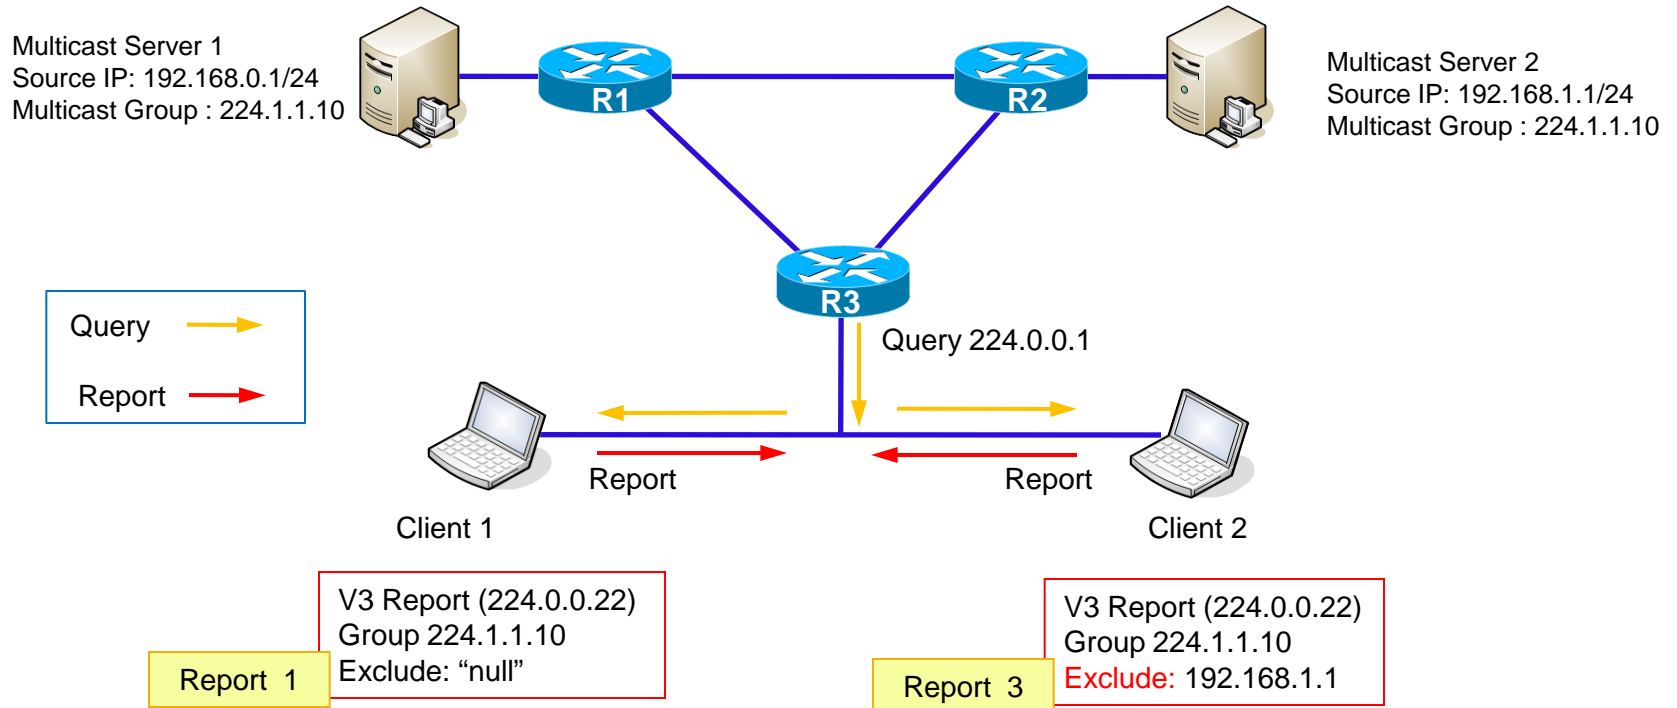 Multicast Server 1
Source IP: 192.168.0.1/24
Multicast Group : 224.1.1.10
R1
R2
Multicast Server 2
Source IP: 192.168.1.1/24
Multicast Group : 224.1.1.10
R3
Query
Report
Query 224.0.0.1
Report
Report
Client 1
Client 2
V3 Report (224.0.0.22)
Group 224.1.1.10
Exclude: “null”
Report 1
V3 Report (224.0.0.22)
Group 224.1.1.10
Exclude: 192.168.1.1
Report 3